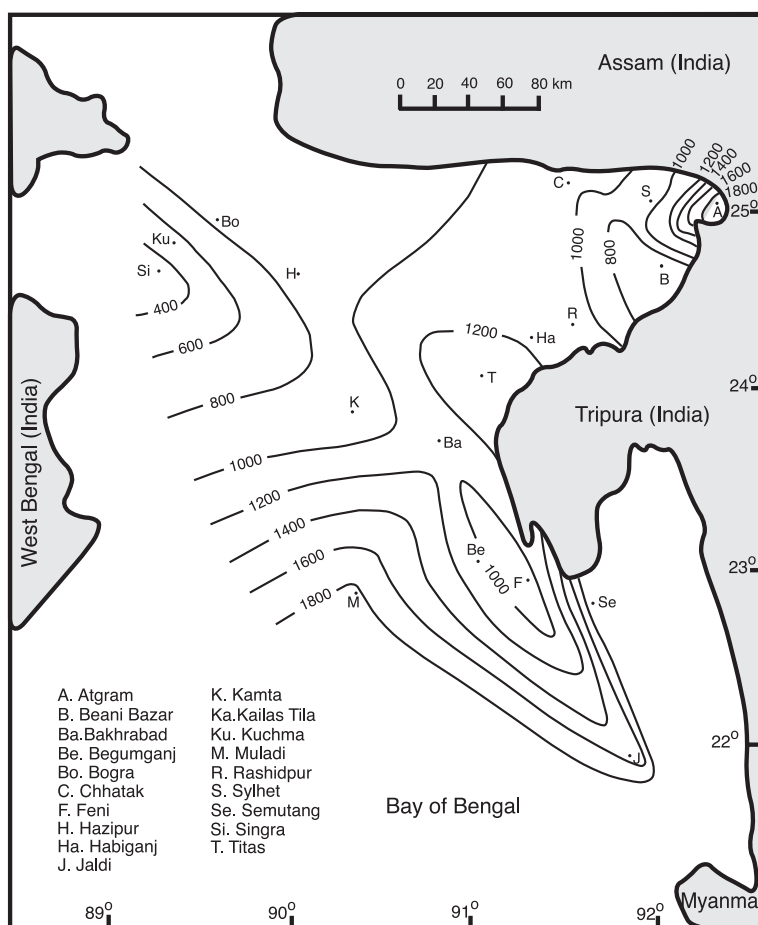 Assam (India)
0 20 40 60 80 km
1000
1200
1400
1600
1800
C
S
A
25°
Bo
Ku
Si
H
1000
800
B
400
R
600
1200
Ha
T
24°
800
K
Tripura (India)
West Bengal (India)
Ba
1000
1200
1400
Be
1000
F
23°
1600
1800
M
Se
A. Atgram
B. Beani Bazar
Ba.Bakhrabad
Be. Begumganj
Bo. Bogra
C. Chhatak
F. Feni
H. Hazipur
Ha. Habiganj
J. Jaldi
K. Kamta
Ka.Kailas Tila
Ku. Kuchma
M. Muladi
R. Rashidpur
S. Sylhet
Se. Semutang
Si. Singra
T. Titas
J
22°
Bay of Bengal
Myanma
89°
90°
91°
92°